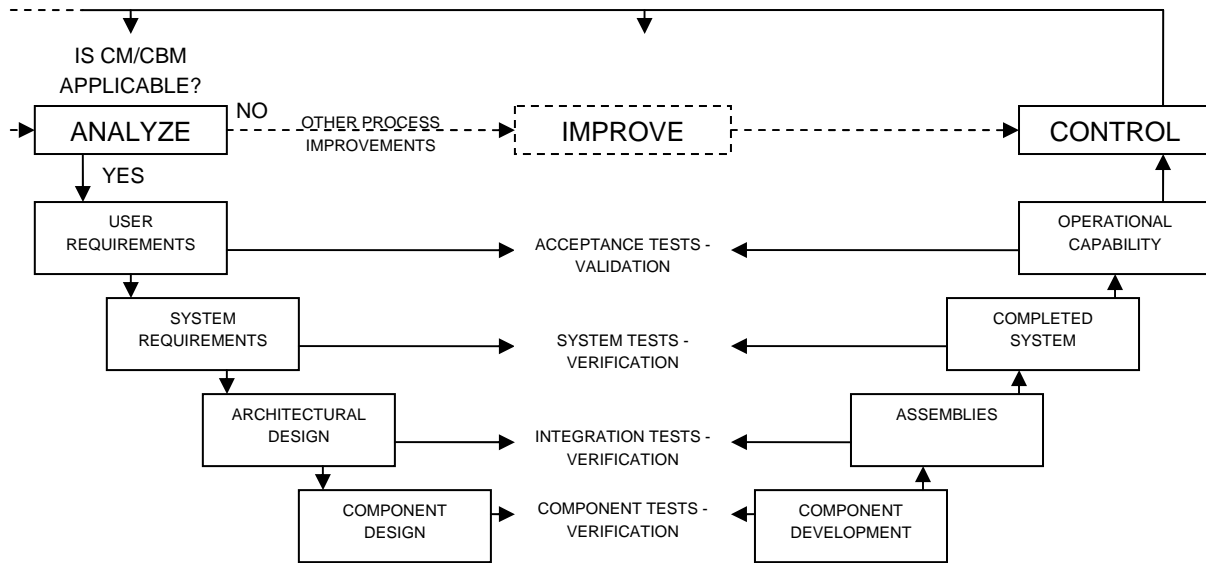 IS CM/CBM
APPLICABLE?
ANALYZE
NO
OTHER PROCESS
IMPROVEMENTS
IMPROVE
CONTROL
YES
USER
REQUIREMENTS
ACCEPTANCE TESTS -
VALIDATION
OPERATIONAL
CAPABILITY
SYSTEM
REQUIREMENTS
SYSTEM TESTS -
VERIFICATION
COMPLETED
SYSTEM
ARCHITECTURAL
DESIGN
INTEGRATION TESTS -
VERIFICATION
ASSEMBLIES
COMPONENT
DESIGN
COMPONENT TESTS -
VERIFICATION
COMPONENT
DEVELOPMENT